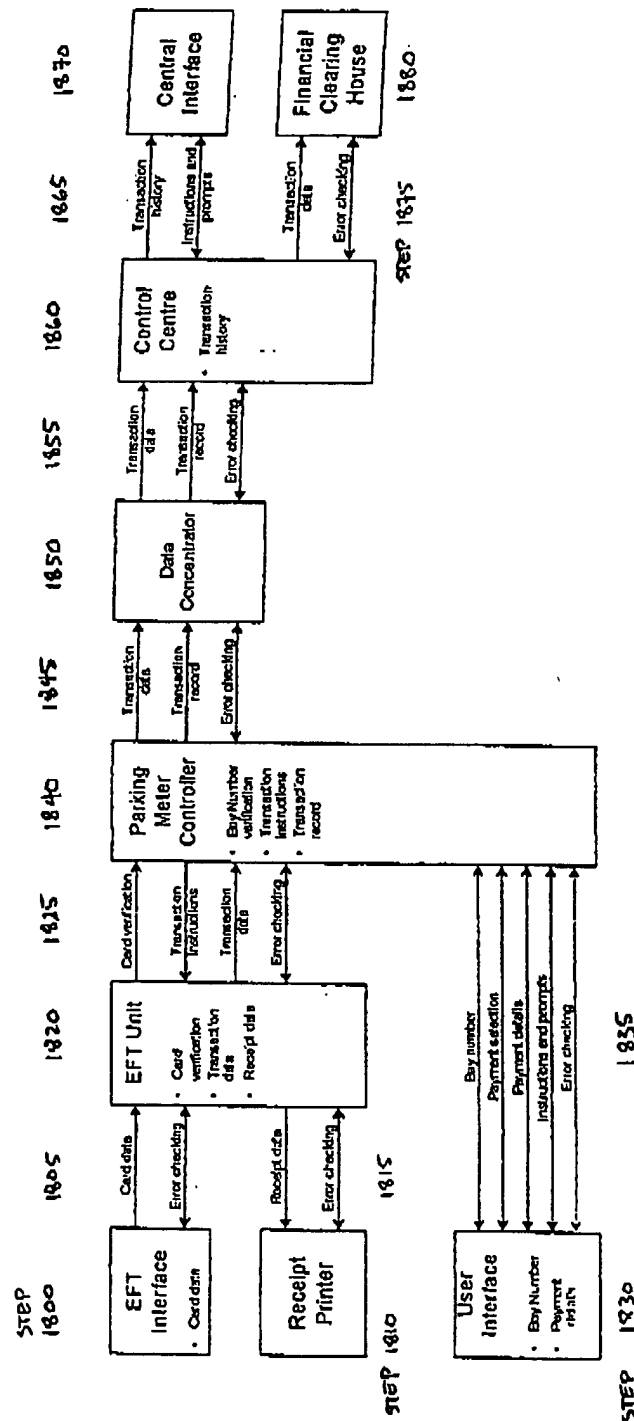 STEP
1800
1805
1820
1825
1840
1845
1850
1855
1860
1865
1870
EFT
Interface
• Card data
Card data
Error checking
EFT Unit
• Card
verification
• Transaction
data
• Receipt data
Card verification
Transaction
instructions
Transaction
data
Error checking
Parking
Meter
Controller
• Bay Number
verification
• Transaction
instructions
• Transaction
record
Transaction
data
Transaction
record
Error checking
Data
Concentrator
Transaction
data
Transaction
record
Error checking
Control
Centre
• Transaction
history
Transaction
history
Instructions and
prompts
Central
Interface
Receipt
Printer
Receipt data
Error checking
STEP 1810
1815
Transaction
data
Error checking
Financial
Clearing
House
STEP 1875
1880
User
Interface
• Bay Number
• Payment
details
Bay number
Payment selection
Payment details
Instructions and prompts
Error checking
STEP 1830
1835